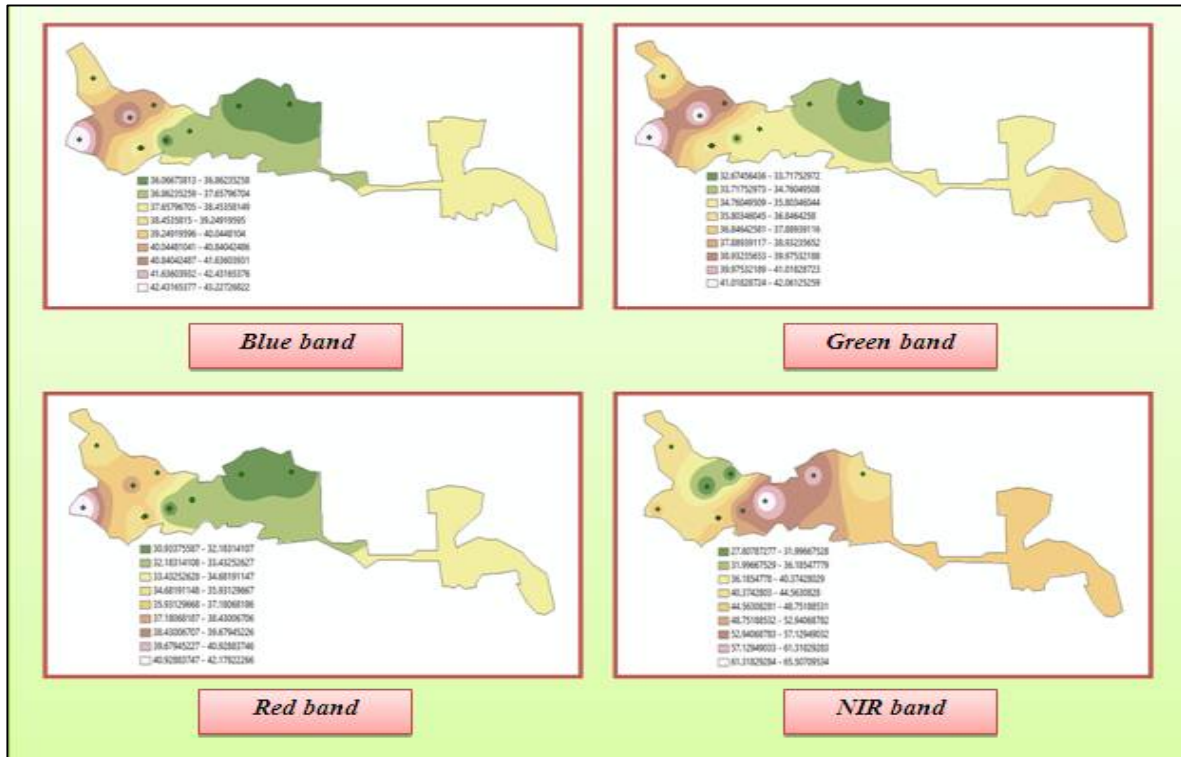 36.06673813 - 36.86235258
36.86235259 - 37.65796704
37.65796705 - 38.45358149
38.4535815 - 39.24919595
39.24919596 - 40.0448104
40.04481041 - 40.84042486
40.84042487 - 41.63603931
41.63603932 - 42.43165376
42.43165377 - 43.22726822
Blue band
32.67456436 - 33.71752972
33.71752973 - 34.76049508
34.76049509 - 35.80346044
35.80346045 - 36.8464258
36.84642581 - 37.88939116
37.88939117 - 38.93235652
38.93235653 - 39.97532188
39.97532189 - 41.01828723
41.01828724 - 42.06125259
Green band
30.93375587 - 32.18314107
32.18314108 - 33.43252627
33.43252628 - 34.68191147
34.68191148 - 35.93129667
35.93129668 - 37.18068186
37.18068187 - 38.43006706
38.43006707 - 39.67945226
39.67945227 - 40.92883746
40.92883747 - 42.17822266
Red band
27.80787277 - 31.99667528
31.99667529 - 36.18547779
36.1854778 - 40.37428029
40.3742803 - 44.5630828
44.56308281 - 48.75188531
48.75188532 - 52.94068782
52.94068783 - 57.12949032
57.12949033 - 61.31829283
61.31829284 - 65.50709534
NIR band